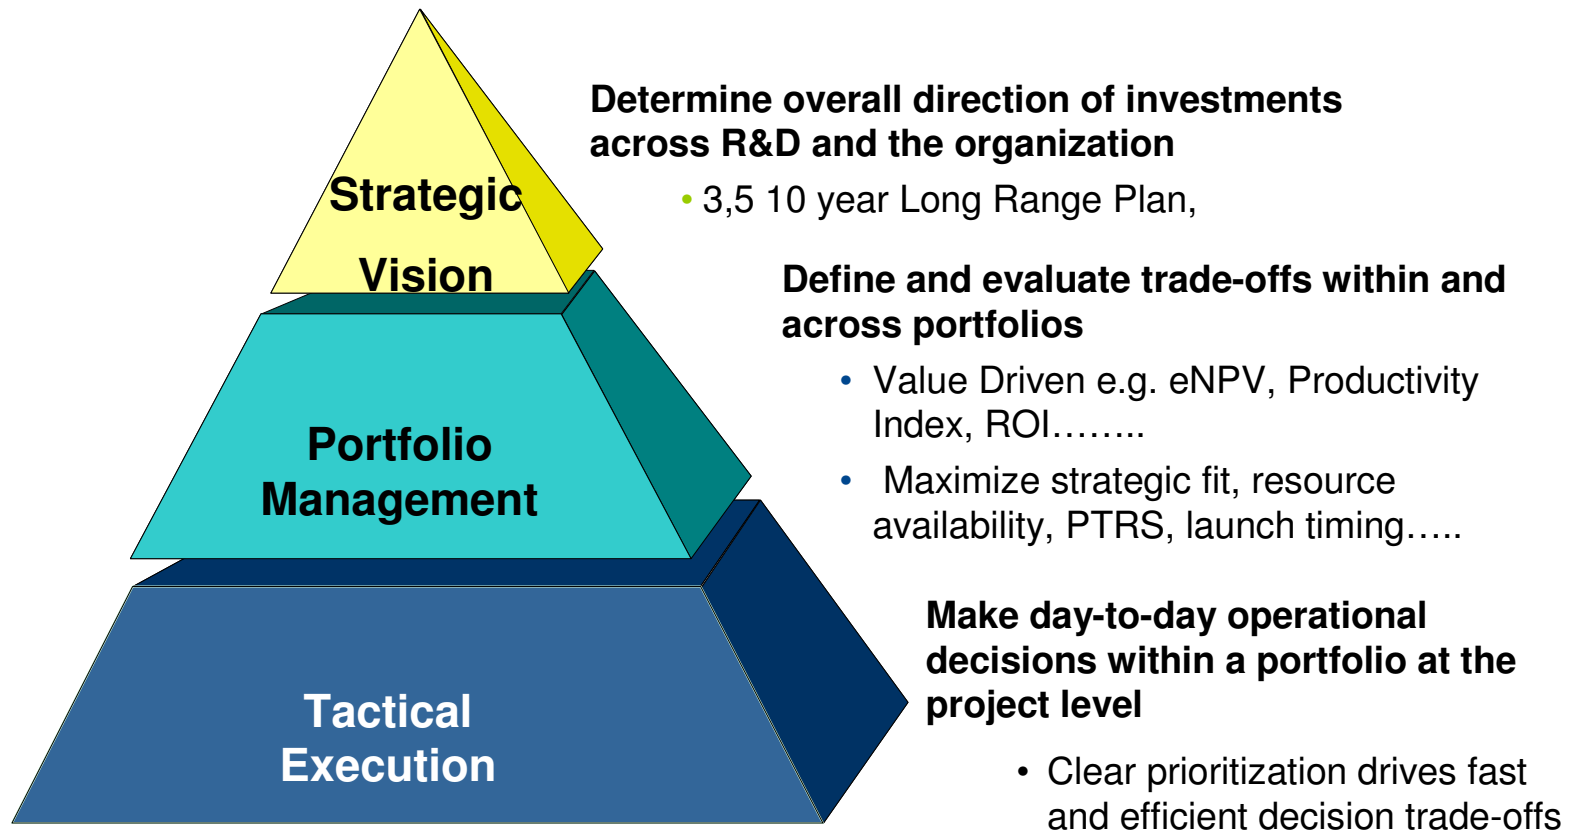 Strategic
Vision
Determine overall direction of investments
across R&D and the organization
• 3,5 10 year Long Range Plan,
Portfolio
Management
Define and evaluate trade-offs within and
across portfolios
• Value Driven e.g. eNPV, Productivity
Index, ROI……..
• Maximize strategic fit, resource
availability, PTRS, launch timing…..
Tactical
Execution
Make day-to-day operational
decisions within a portfolio at the
project level
• Clear prioritization drives fast
and efficient decision trade-offs